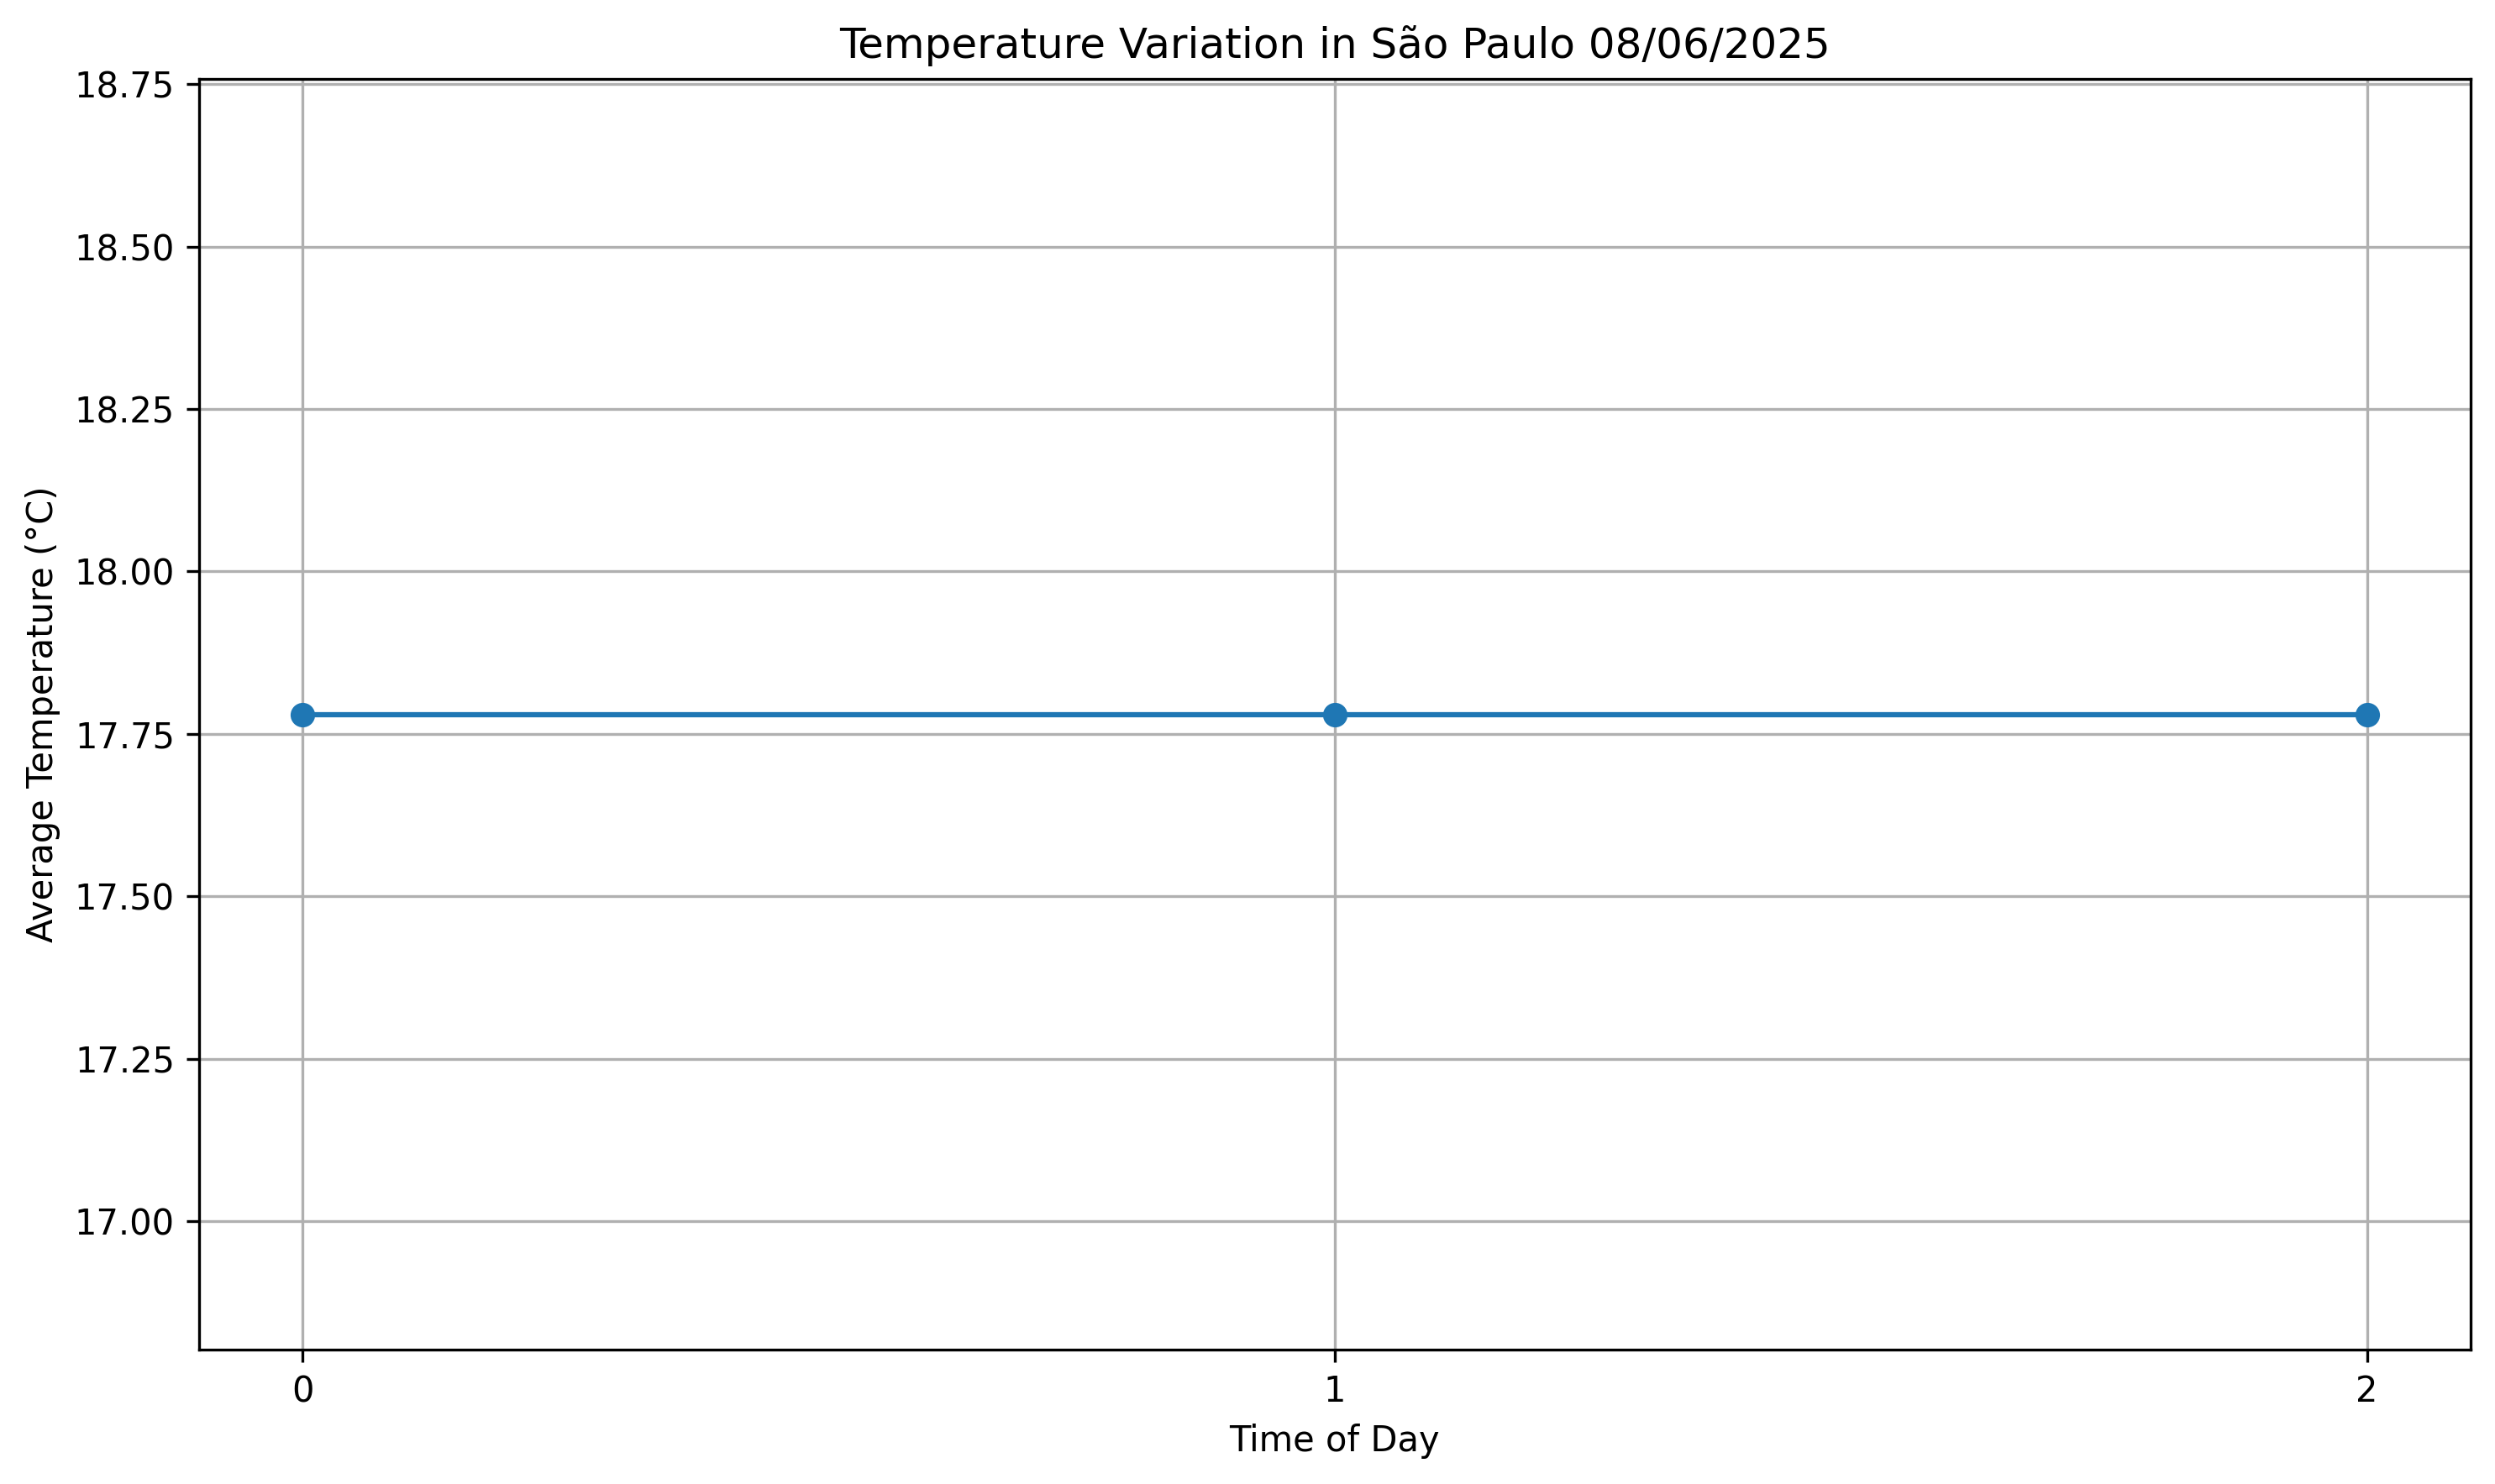 Temperature Variation in São Paulo 08/06/2025
18.75
18.50
18.25
18.00
17.75
17.50
17.25
17.00
Average Temperature (°C)
0 1 2
Time of Day